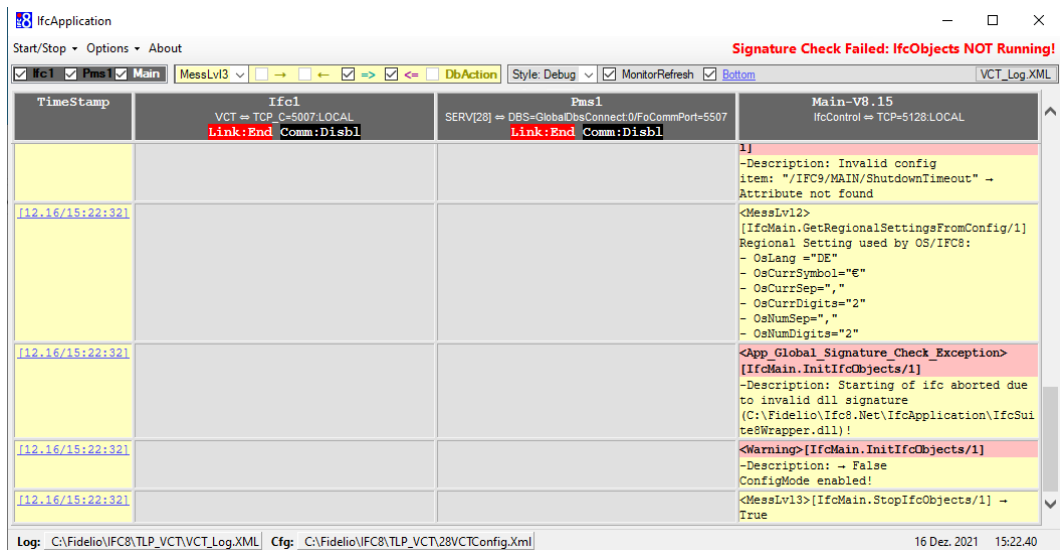 IfcApplication
Start/Stop Options About
Signature Check Failed: IfcObjects NOT Running!
Ifc1 Pms1 Main MessLvl3 → ← => <= DbAction Style: Debug MonitorRefresh Bottom VCT_Log.XML
TimeStamp
Ifc1
VCT ⇔ TCP_C=5007:LOCAL
Link:End Comm:Disbl
Pms1
SERV[28] ⇔ DBS=GlobalDbsConnect:0/FoCommPort=5507
Link:End Comm:Disbl
Main-V8.15
IfcControl ⇔ TCP=5128:LOCAL
1]
-Description: Invalid config
item: "/IFC9/MAIN/ShutdownTimeout" →
Attribute not found
[12.16/15:22:32]
<MessLvl2>
[IfcMain.GetRegionalSettingsFromConfig/1]
Regional Setting used by OS/IFC8:
- OsLang ="DE"
- OsCurrSymbol="€"
- OsCurrSep=","
- OsCurrDigits="2"
- OsNumSep=","
- OsNumDigits="2"
[12.16/15:22:32]
<App_Global_Signature_Check_Exception>
[IfcMain.InitIfcObjects/1]
-Description: Starting of ifc aborted due
to invalid dll signature
(C:\Fidelio\Ifc8.Net\IfcApplication\IfcSui
te8Wrapper.dll)!
[12.16/15:22:32]
<Warning>[IfcMain.InitIfcObjects/1]
-Description: → False
ConfigMode enabled!
[12.16/15:22:32]
<MessLvl3>[IfcMain.StopIfcObjects/1] →
True
Log: C:\Fidelio\IFC8\TLP_VCT\VCT_Log.XML Cfg: C:\Fidelio\IFC8\TLP_VCT\28VCTConfig.Xml 16 Dez. 2021 15:22.40